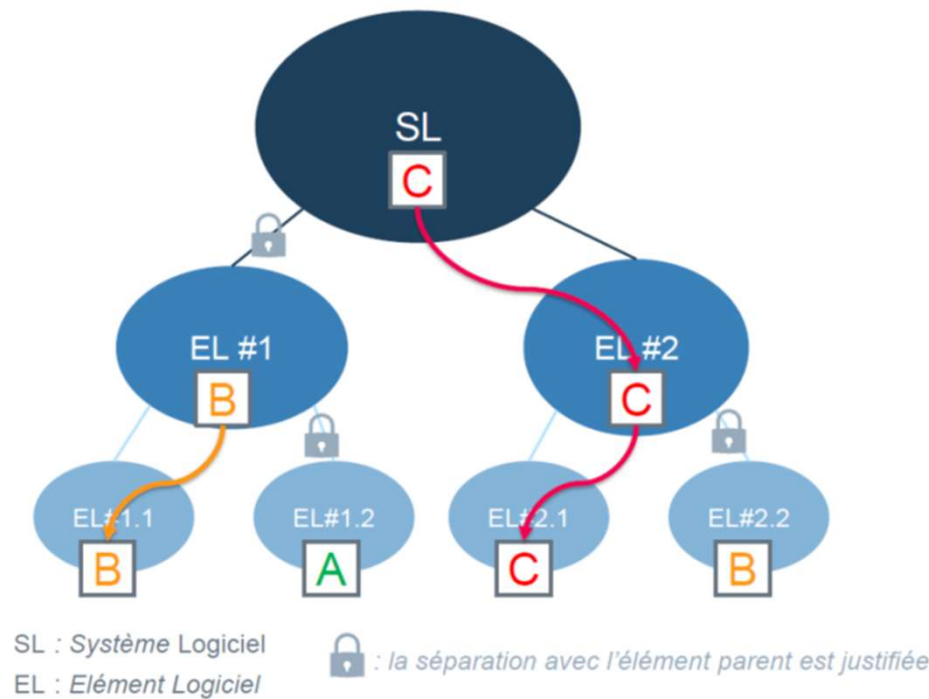 SL
C
EL #1
B
EL #2
C
EL#1.1
B
EL#1.2
A
EL#2.1
C
EL#2.2
B
SL : Système Logiciel
EL : Elément Logiciel
: la séparation avec l'élément parent est justifiée